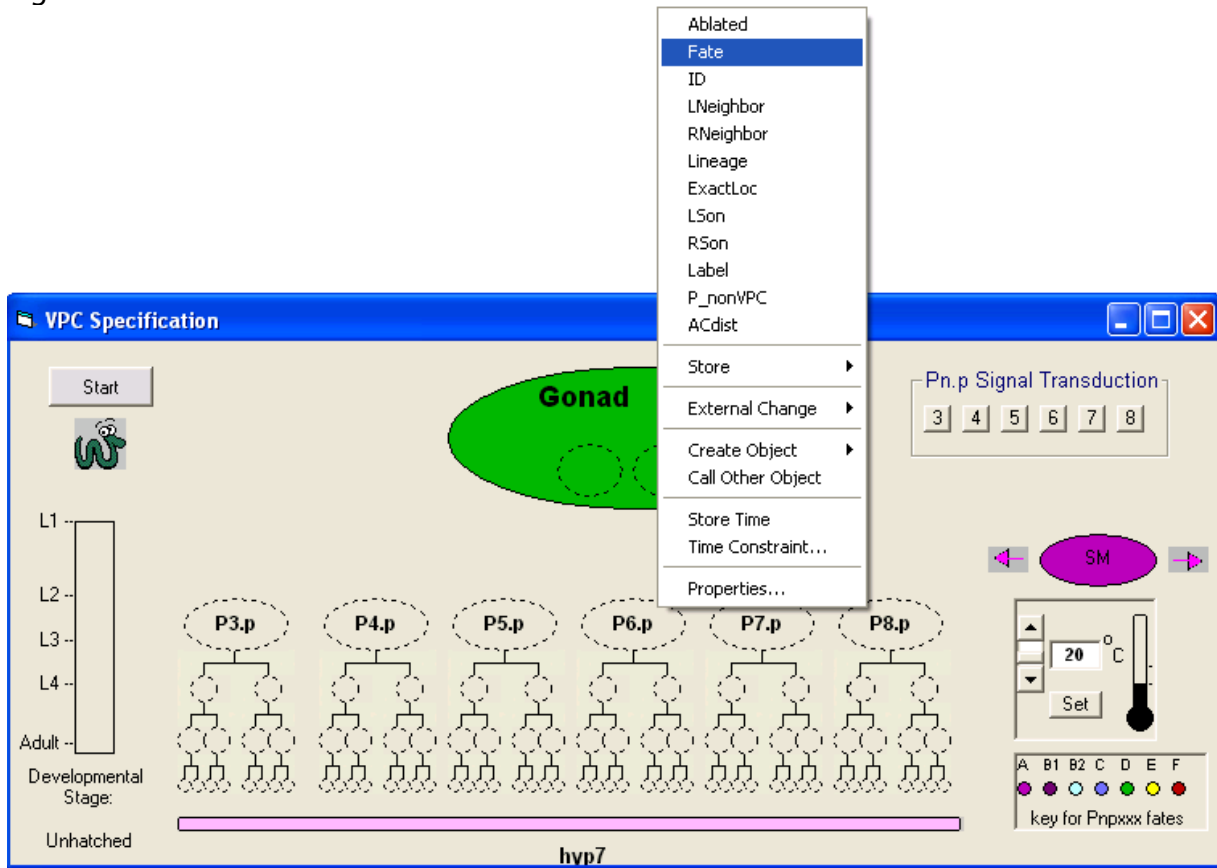 Ablated
Fate
ID
LNeighbor
RNeighbor
Lineage
ExactLoc
LSon
RSon
Label
P_nonVPC
ACdist
Store
External Change
Create Object
Call Other Object
Store Time
Time Constraint...
Properties...
VPC Specification
Start
Gonad
Pn.p Signal Transduction
3 4 5 6 7 8
L1
L2
L3
L4
Adult
Developmental
Stage:
Unhatched
SM
P3.p P4.p P5.p P6.p P7.p P8.p
20 °C
Set
A B1 B2 C D E F
key for Pnpxxx fates
hyp7